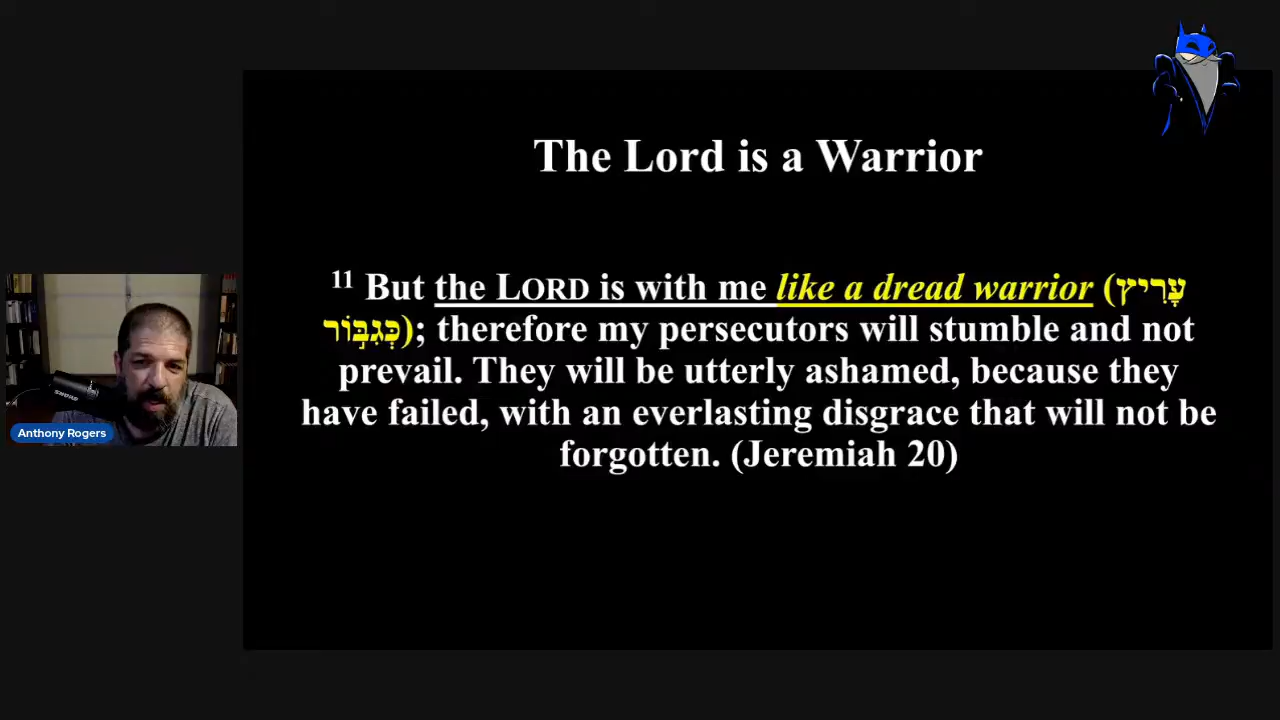 The Lord is a Warrior
11 But the LORD is with me like a dread warrior (עָרִיץ
כְּגִבּ֣וֹר); therefore my persecutors will stumble and not
prevail. They will be utterly ashamed, because they
have failed, with an everlasting disgrace that will not be
forgotten. (Jeremiah 20)
Anthony Rogers